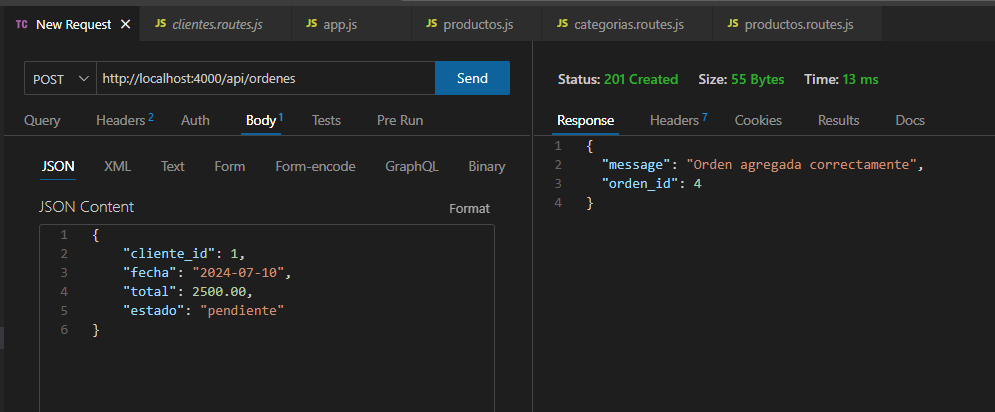 TC New Request × JS clientes.routes.js JS app.js JS productos.js JS categorias.routes.js JS productos.routes.js
POST http://localhost:4000/api/ordenes Send
Query Headers 2 Auth Body 1 Tests Pre Run
JSON XML Text Form Form-encode GraphQL Binary
JSON Content Format
1 {
2 "cliente_id": 1,
3 "fecha": "2024-07-10",
4 "total": 2500.00,
5 "estado": "pendiente"
6 }
Status: 201 Created Size: 55 Bytes Time: 13 ms
Response Headers 7 Cookies Results Docs
1 {
2 "message": "Orden agregada correctamente",
3 "orden_id": 4
4 }